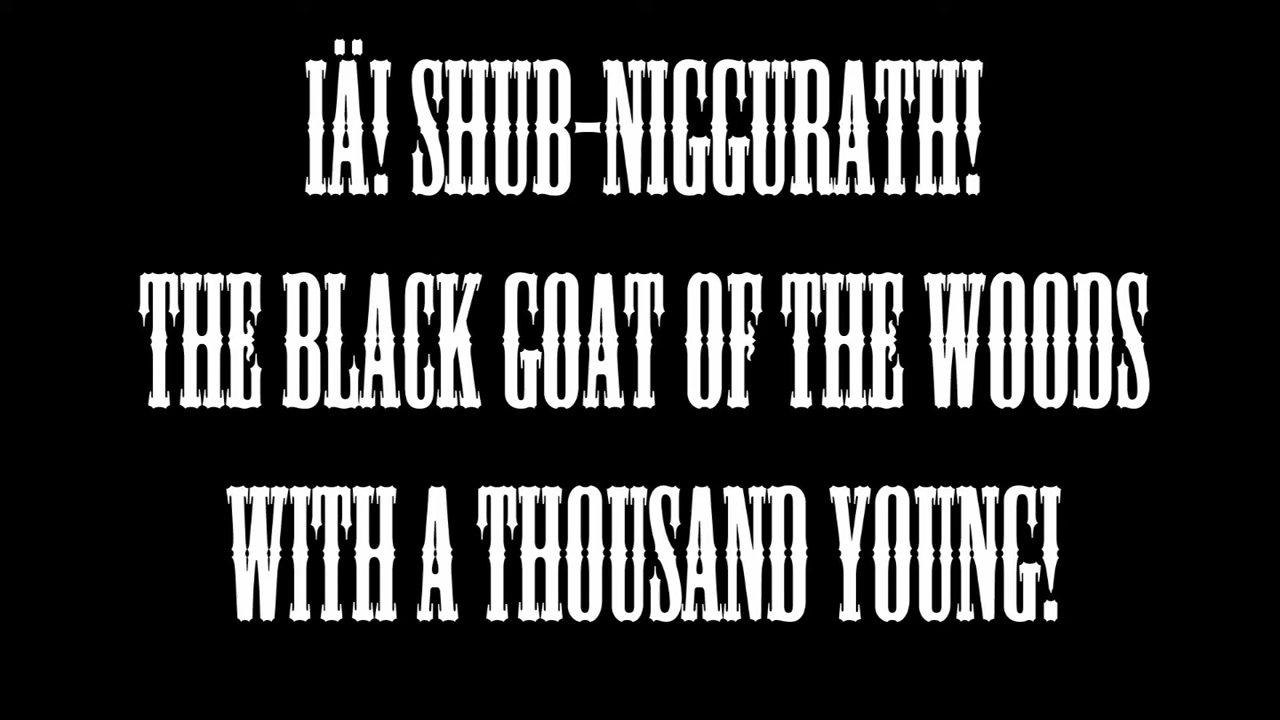 IÄ! SHUB-NIGGURATH!
THE BLACK GOAT OF THE WOODS
WITH A THOUSAND YOUNG!